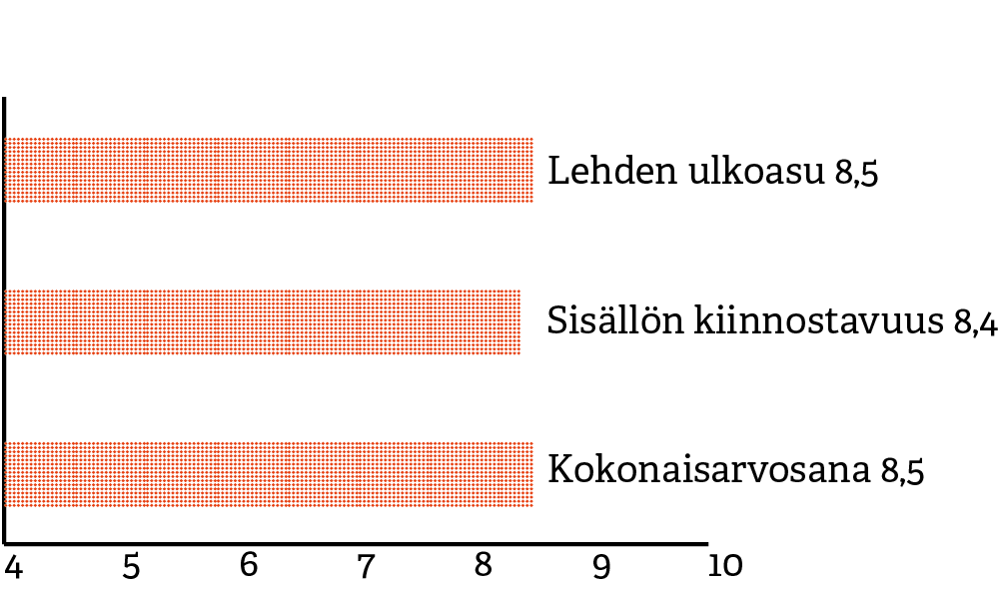 Lehden ulkoasu 8,5
Sisällön kiinnostavuus 8,4
Kokonaisarvosana 8,5
4 5 6 7 8 9 10